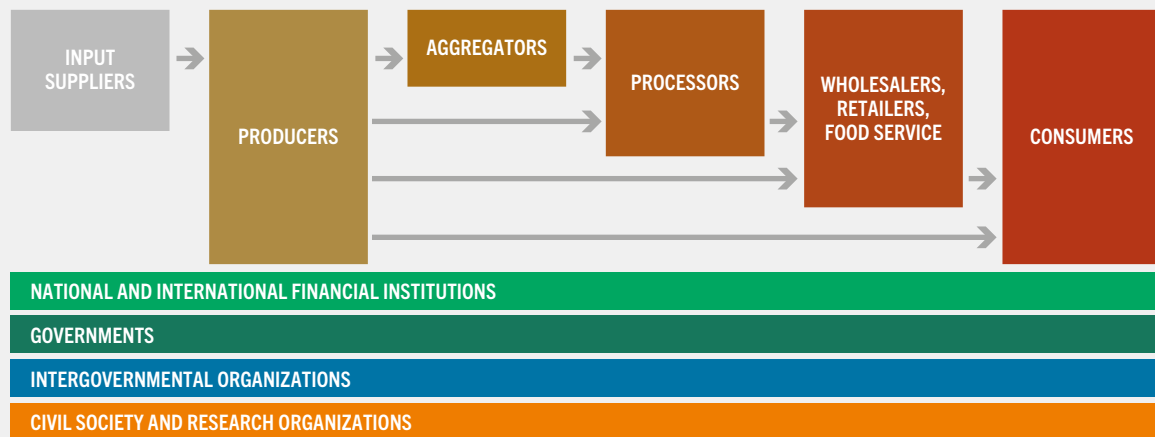 INPUT
SUPPLIERS
PRODUCERS
AGGREGATORS
PROCESSORS
WHOLESALERS,
RETAILERS,
FOOD SERVICE
CONSUMERS
NATIONAL AND INTERNATIONAL FINANCIAL INSTITUTIONS
GOVERNMENTS
INTERGOVERNMENTAL ORGANIZATIONS
CIVIL SOCIETY AND RESEARCH ORGANIZATIONS